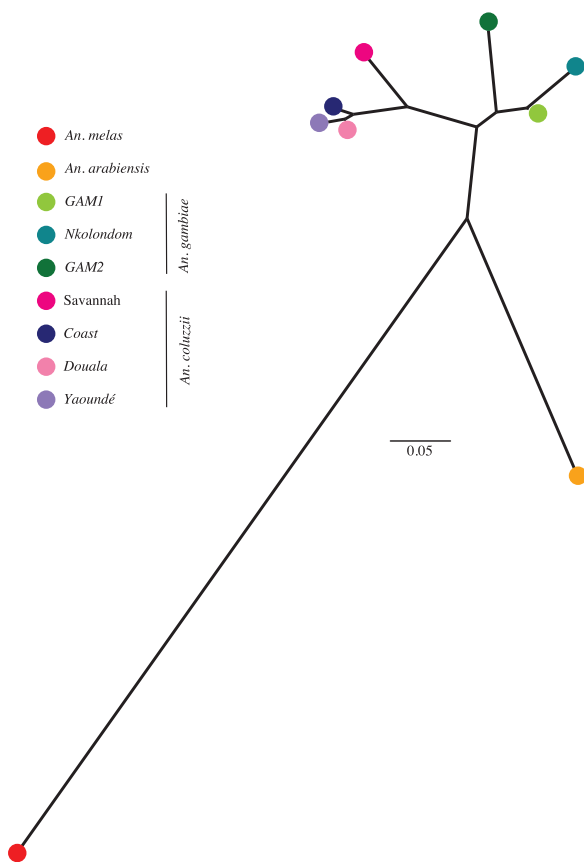 An. melas
An. arabiensis
GAM1
Nkolondom
GAM2
An. gambiae
Savannah
Coast
Douala
Yaoundé
An. coluzzii
0.05